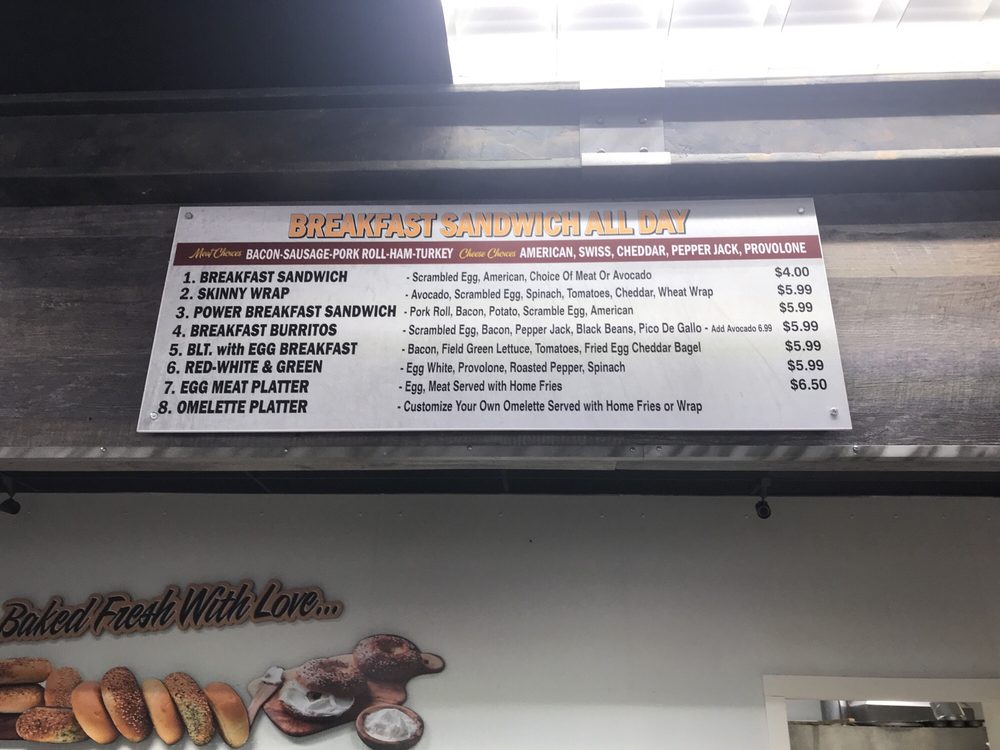 BREAKFAST SANDWICH ALL DAY
Meat Choices BACON-SAUSAGE-PORK ROLL-HAM-TURKEY Cheese Choices AMERICAN, SWISS, CHEDDAR, PEPPER JACK, PROVOLONE
1. BREAKFAST SANDWICH - Scrambled Egg, American, Choice Of Meat Or Avocado $4.00
2. SKINNY WRAP - Avocado, Scrambled Egg, Spinach, Tomatoes, Cheddar, Wheat Wrap $5.99
3. POWER BREAKFAST SANDWICH - Pork Roll, Bacon, Potato, Scramble Egg, American $5.99
4. BREAKFAST BURRITOS - Scrambled Egg, Bacon, Pepper Jack, Black Beans, Pico De Gallo - Add Avocado 6.99 $5.99
5. BLT. with EGG BREAKFAST - Bacon, Field Green Lettuce, Tomatoes, Fried Egg Cheddar Bagel $5.99
6. RED-WHITE & GREEN - Egg White, Provolone, Roasted Pepper, Spinach $5.99
7. EGG MEAT PLATTER - Egg, Meat Served with Home Fries $6.50
8. OMELETTE PLATTER - Customize Your Own Omelette Served with Home Fries or Wrap
Baked Fresh With Love...